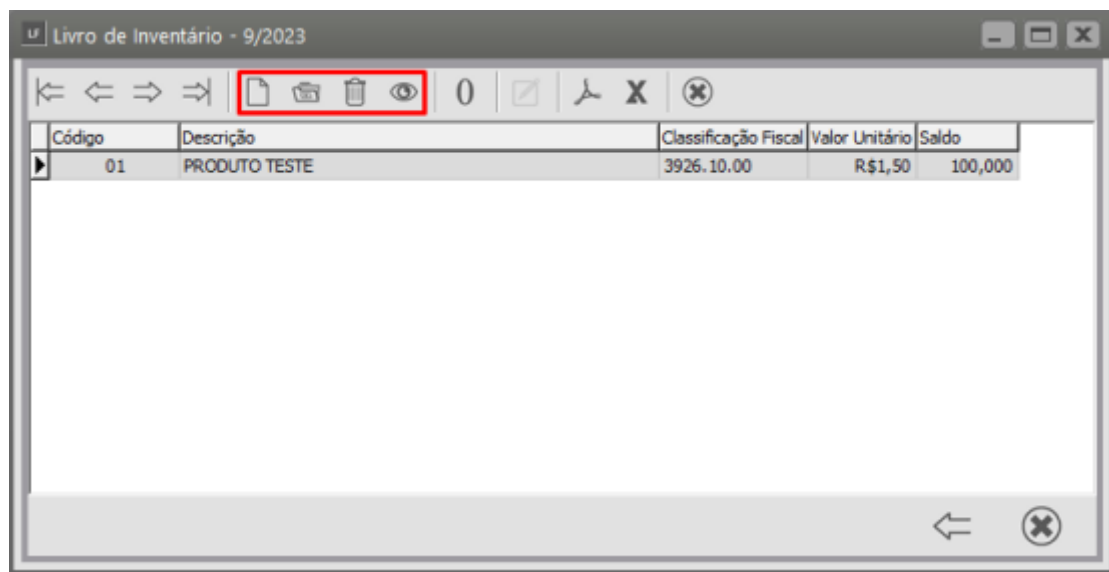 LF Livro de Inventário - 9/2023
0 X
Código Descrição Classificação Fiscal Valor Unitário Saldo
01 PRODUTO TESTE 3926.10.00 R$1,50 100,000